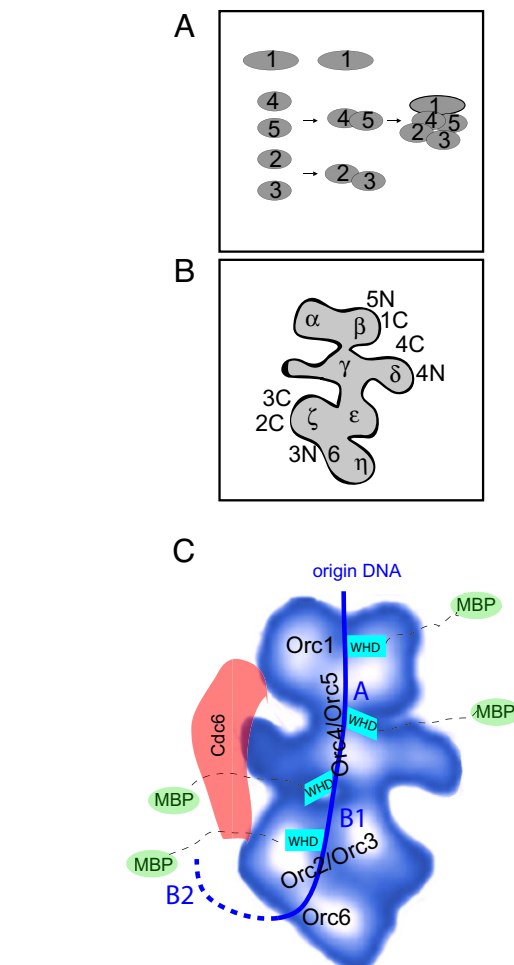 A
1 1
4
5
4 5
1
4 5
2 3
2
3
2 3
B
5N
α β 1C
4C
γ
δ 4N
3C
ζ ε
2C
3N 6 η
C
origin DNA
MBP
Orc1 WHD
Orc4/Orc5
A
MBP
WHD
Cdc6
WHD
MBP
B1
WHD
MBP
Orc2/Orc3
B2
Orc6